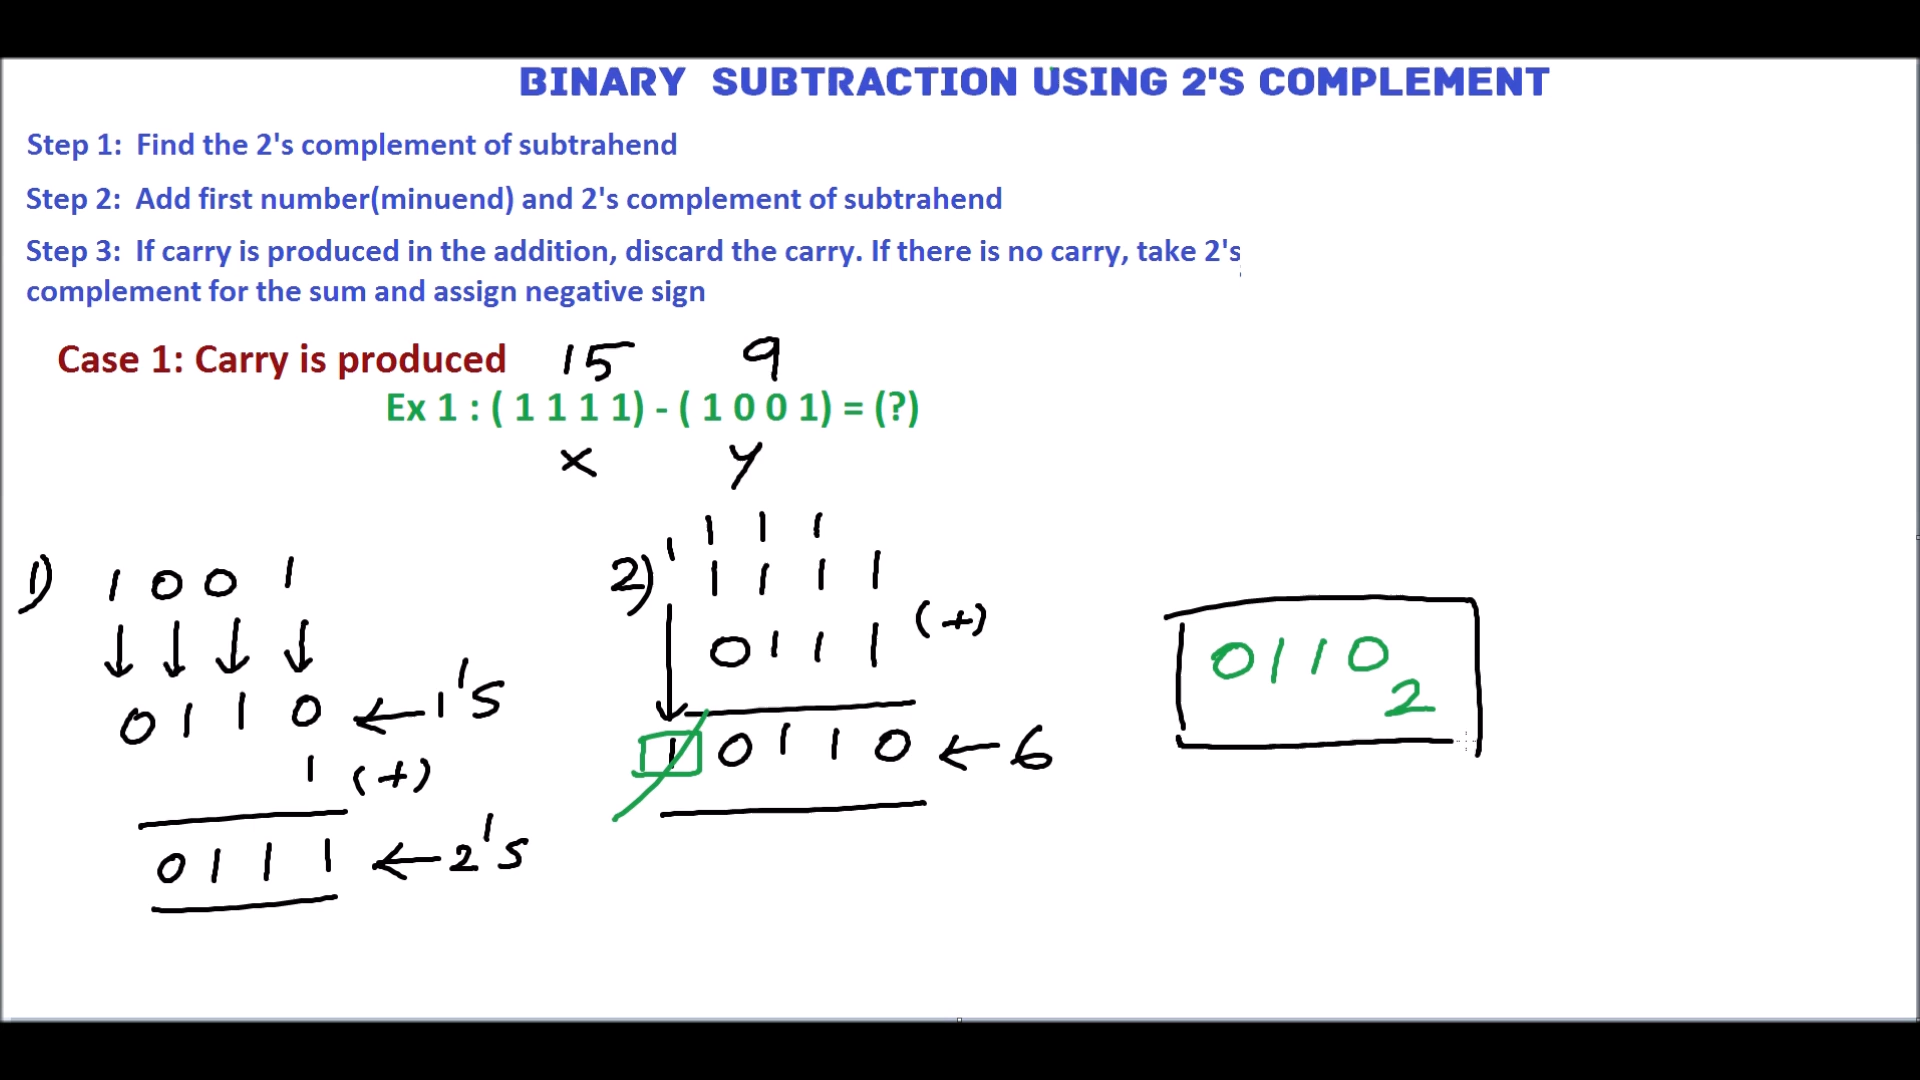 BINARY SUBTRACTION USING 2'S COMPLEMENT
Step 1: Find the 2's complement of subtrahend
Step 2: Add first number(minuend) and 2's complement of subtrahend
Step 3: If carry is produced in the addition, discard the carry. If there is no carry, take 2's
complement for the sum and assign negative sign
Case 1: Carry is produced
15 9
Ex 1 : ( 1 1 1 1) - ( 1 0 0 1) = (?)
x y
1) 1 0 0 1
0 1 1 0 ← 1's
1 (+)
0 1 1 1 ← 2's
1 1 1 1
2) 1 1 1 1
0 1 1 1 (+)
1 0 1 1 0 ← 6
0 1 1 0 2